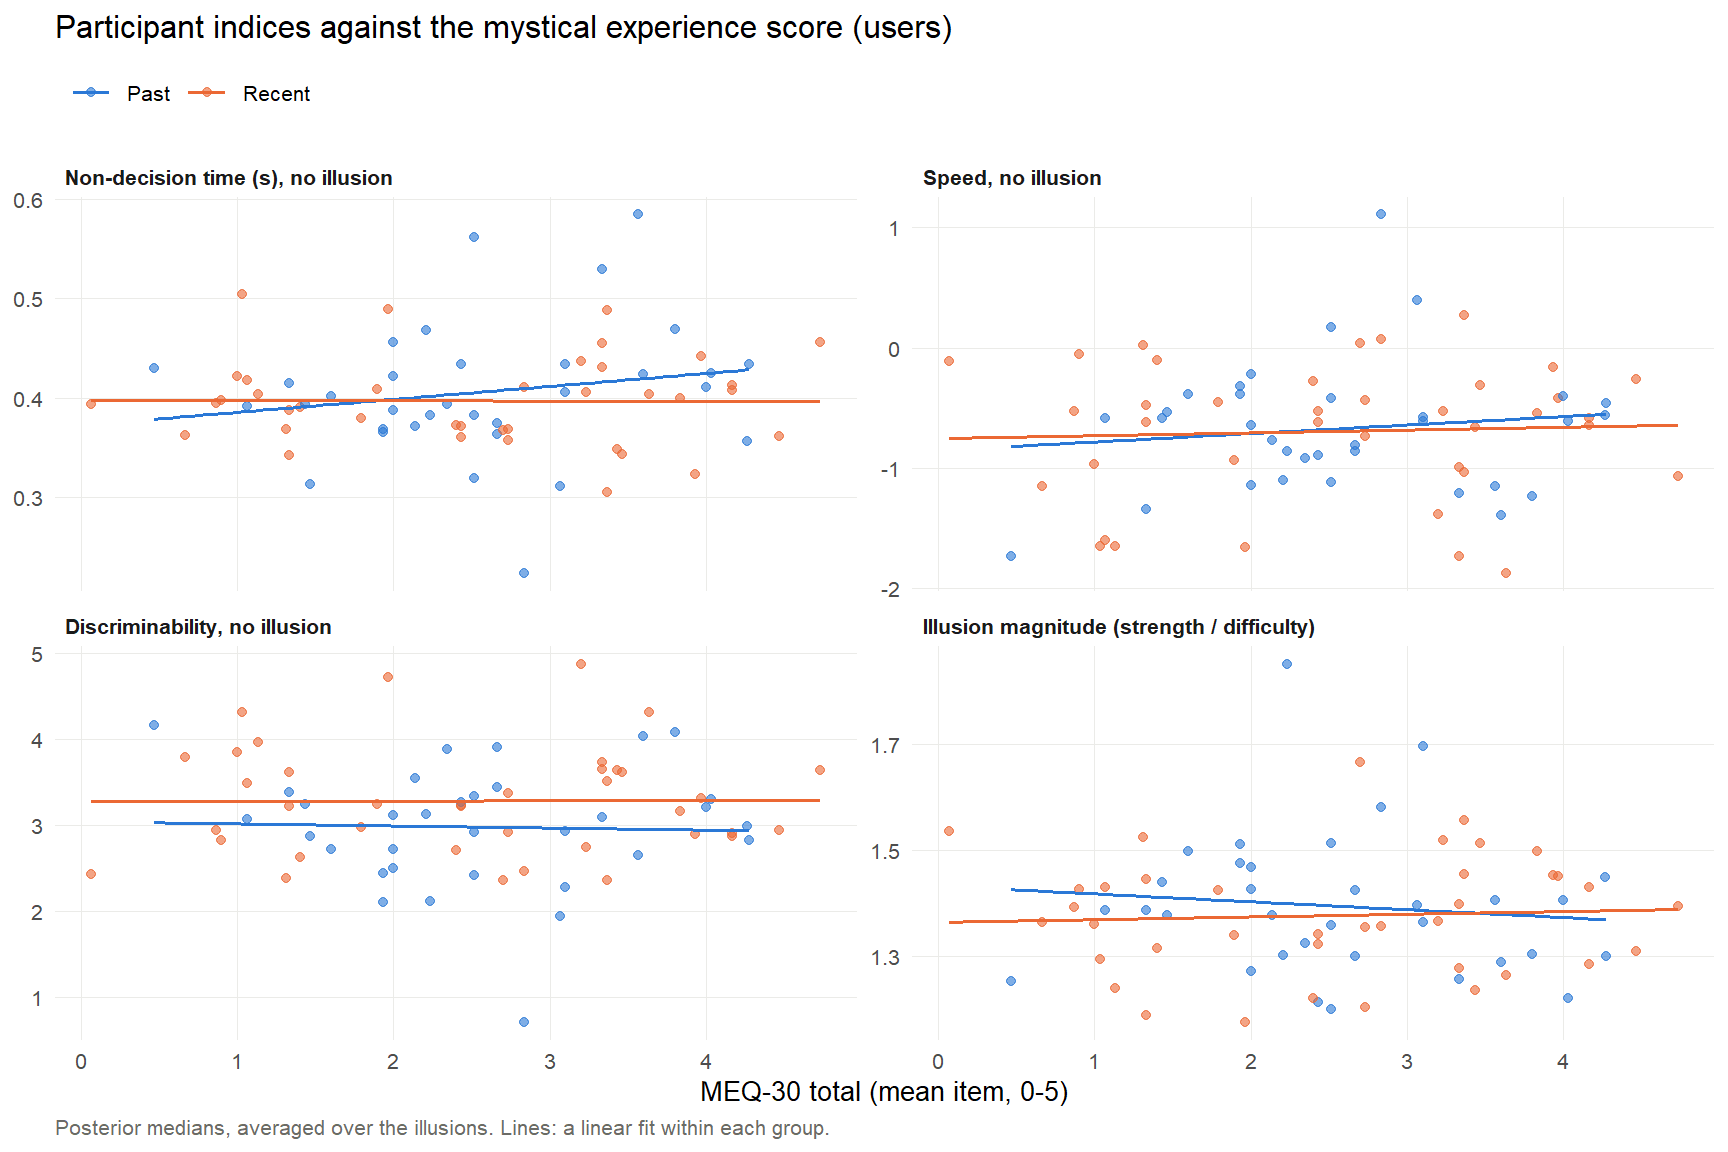 Participant indices against the mystical experience score (users)
Past Recent
Non-decision time (s), no illusion
0.6
0.5
0.4
0.3
Speed, no illusion
1
0
-1
-2
Discriminability, no illusion
5
4
3
2
1
0 1 2 3 4
Illusion magnitude (strength / difficulty)
1.7
1.5
1.3
0 1 2 3 4
MEQ-30 total (mean item, 0-5)
Posterior medians, averaged over the illusions. Lines: a linear fit within each group.